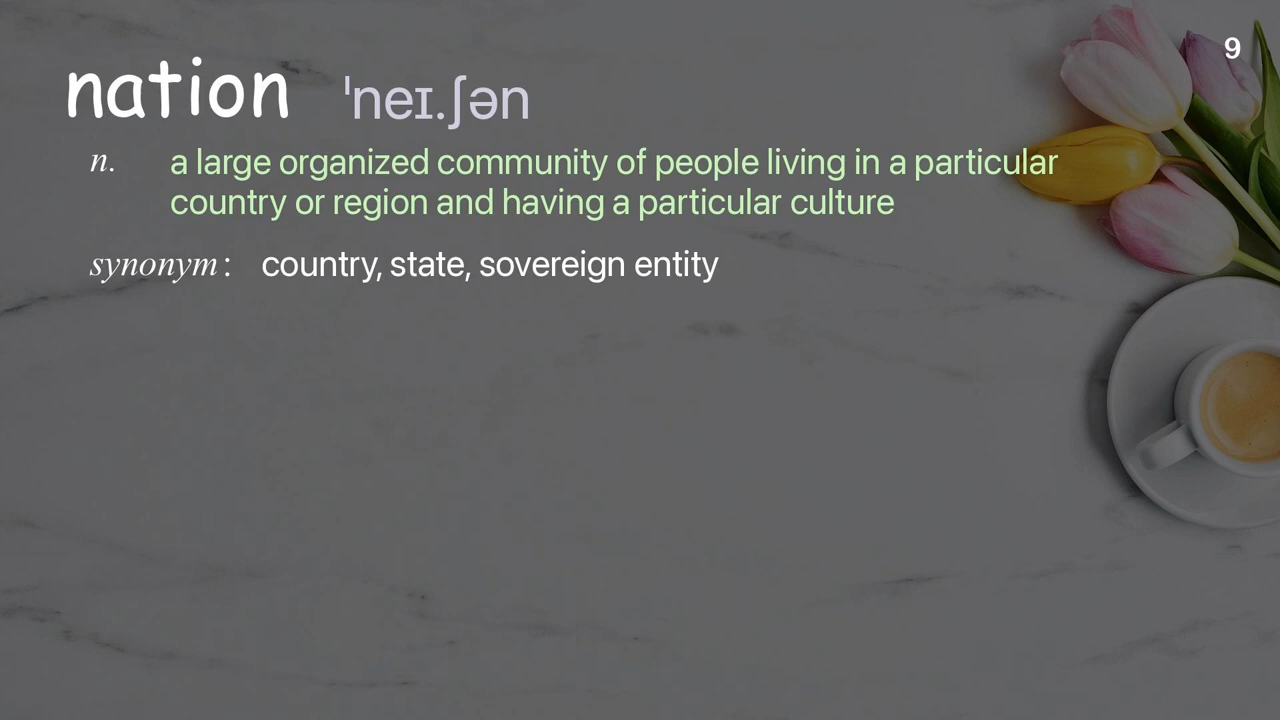 9
nation ˈneɪ.ʃən
n. a large organized community of people living in a particular
country or region and having a particular culture
synonym : country, state, sovereign entity